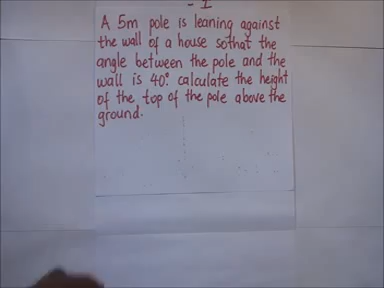 - I
A 5m pole is leaning against
the wall of a house sothat the
angle between the pole and the
wall is 40°. calculate the height
of the top of the pole above the
ground.